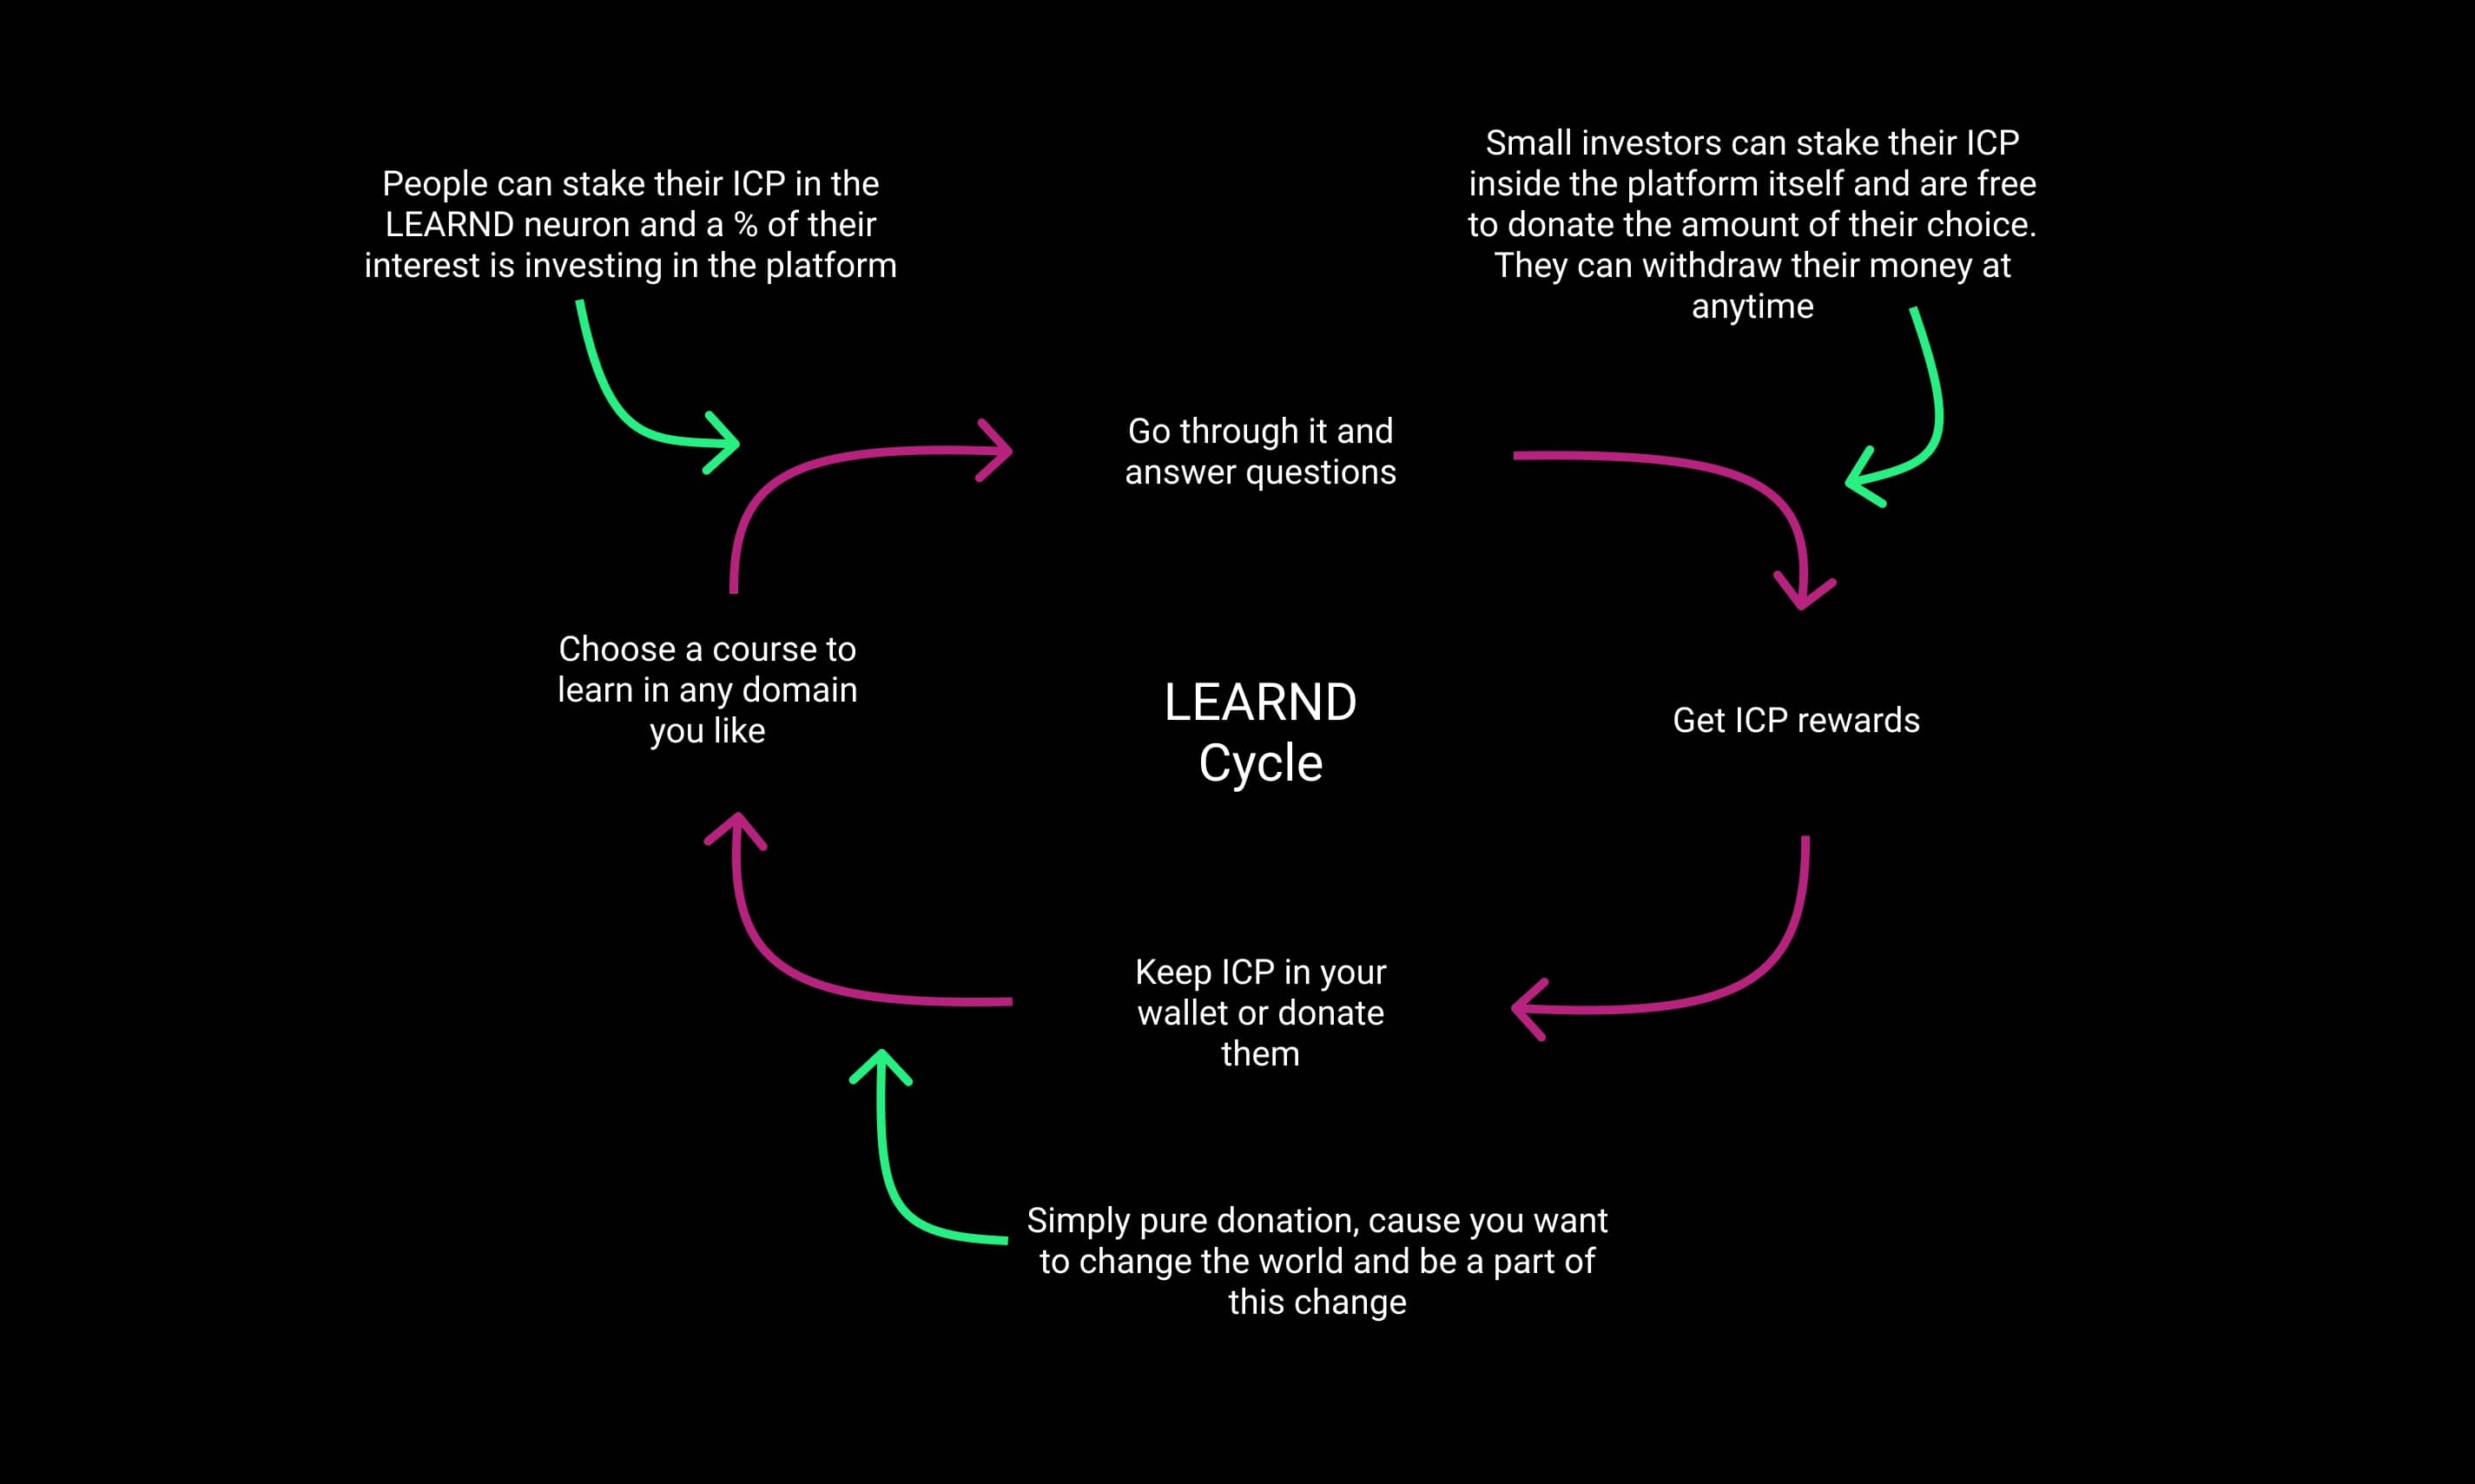 People can stake their ICP in the
LEARND neuron and a % of their
interest is investing in the platform
Small investors can stake their ICP
inside the platform itself and are free
to donate the amount of their choice.
They can withdraw their money at
anytime
Go through it and
answer questions
Choose a course to
learn in any domain
you like
LEARND
Cycle
Get ICP rewards
Keep ICP in your
wallet or donate
them
Simply pure donation, cause you want
to change the world and be a part of
this change